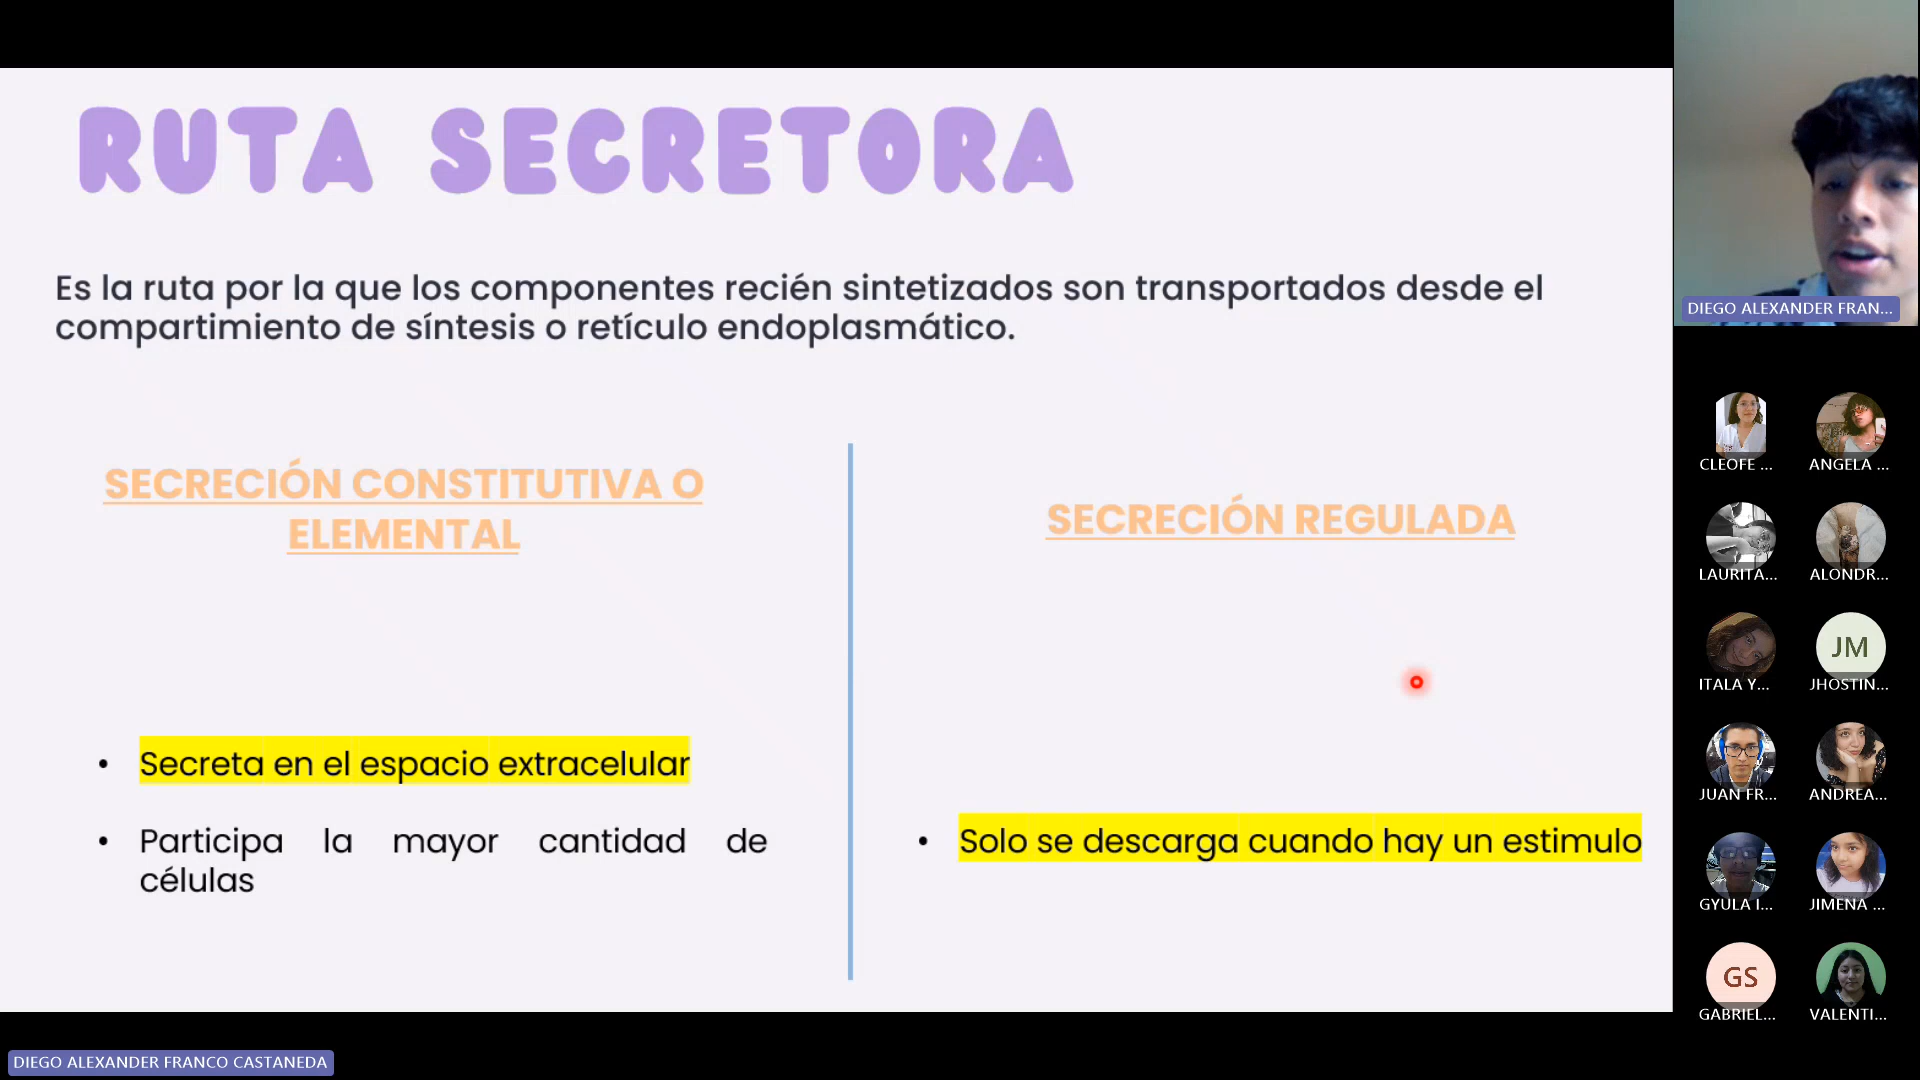 RUTA SECRETORA
Es la ruta por la que los componentes recién sintetizados son transportados desde el
compartimiento de síntesis o retículo endoplasmático.
SECRECIÓN CONSTITUTIVA O
ELEMENTAL
• Secreta en el espacio extracelular
• Participa la mayor cantidad de
células
SECRECIÓN REGULADA
• Solo se descarga cuando hay un estimulo
DIEGO ALEXANDER FRAN...
CLEOFE ...
ANGELA ...
LAURITA...
ALONDR...
ITALA Y...
JM
JHOSTIN...
JUAN FR...
ANDREA...
GYULA I...
JIMENA ...
GS
GABRIEL...
VALENTI...
DIEGO ALEXANDER FRANCO CASTANEDA